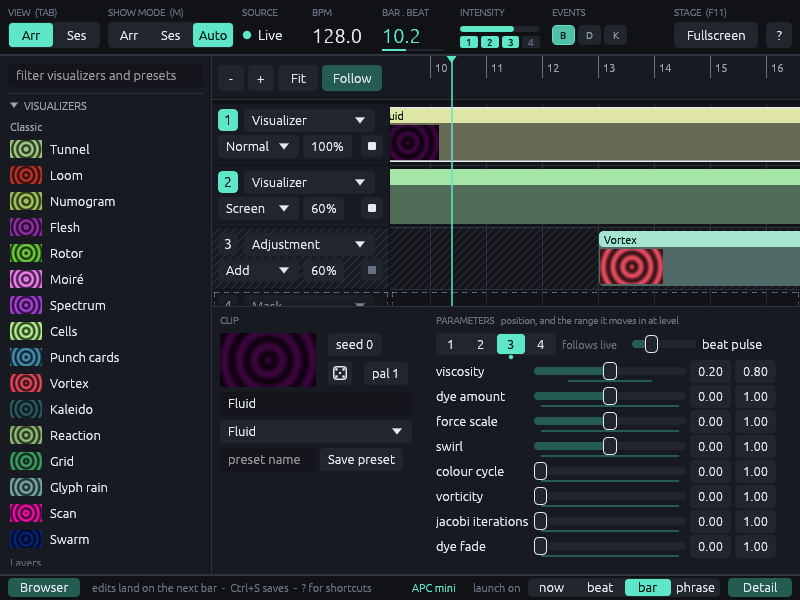 VIEW (TAB) SHOW MODE (M) SOURCE BPM BAR . BEAT INTENSITY EVENTS STAGE (F11)
Arr Ses Arr Ses Auto Live 128.0 10.2 1 2 3 4 B D K Fullscreen ?
filter visualizers and presets - + Fit Follow 10 11 12 13 14 15 16
VISUALIZERS
Classic
Tunnel
Loom
Numogram
Flesh
Rotor
Moiré
Spectrum
Cells
Punch cards
Vortex
Kaleido
Reaction
Grid
Glyph rain
Scan
Swarm
Layers
1 Visualizer
Normal 100%
uid
2 Visualizer
Screen 60%
3 Adjustment
Add 60%
Vortex
4 Mask
CLIP
seed 0
pal 1
Fluid
Fluid
preset name Save preset
PARAMETERS position, and the range it moves in at level
1 2 3 4 follows live beat pulse
viscosity 0.20 0.80
dye amount 0.00 1.00
force scale 0.00 1.00
swirl 0.00 1.00
colour cycle 0.00 1.00
vorticity 0.00 1.00
jacobi iterations 0.00 1.00
dye fade 0.00 1.00
Browser edits land on the next bar - Ctrl+S saves - ? for shortcuts APC mini launch on now beat bar phrase Detail